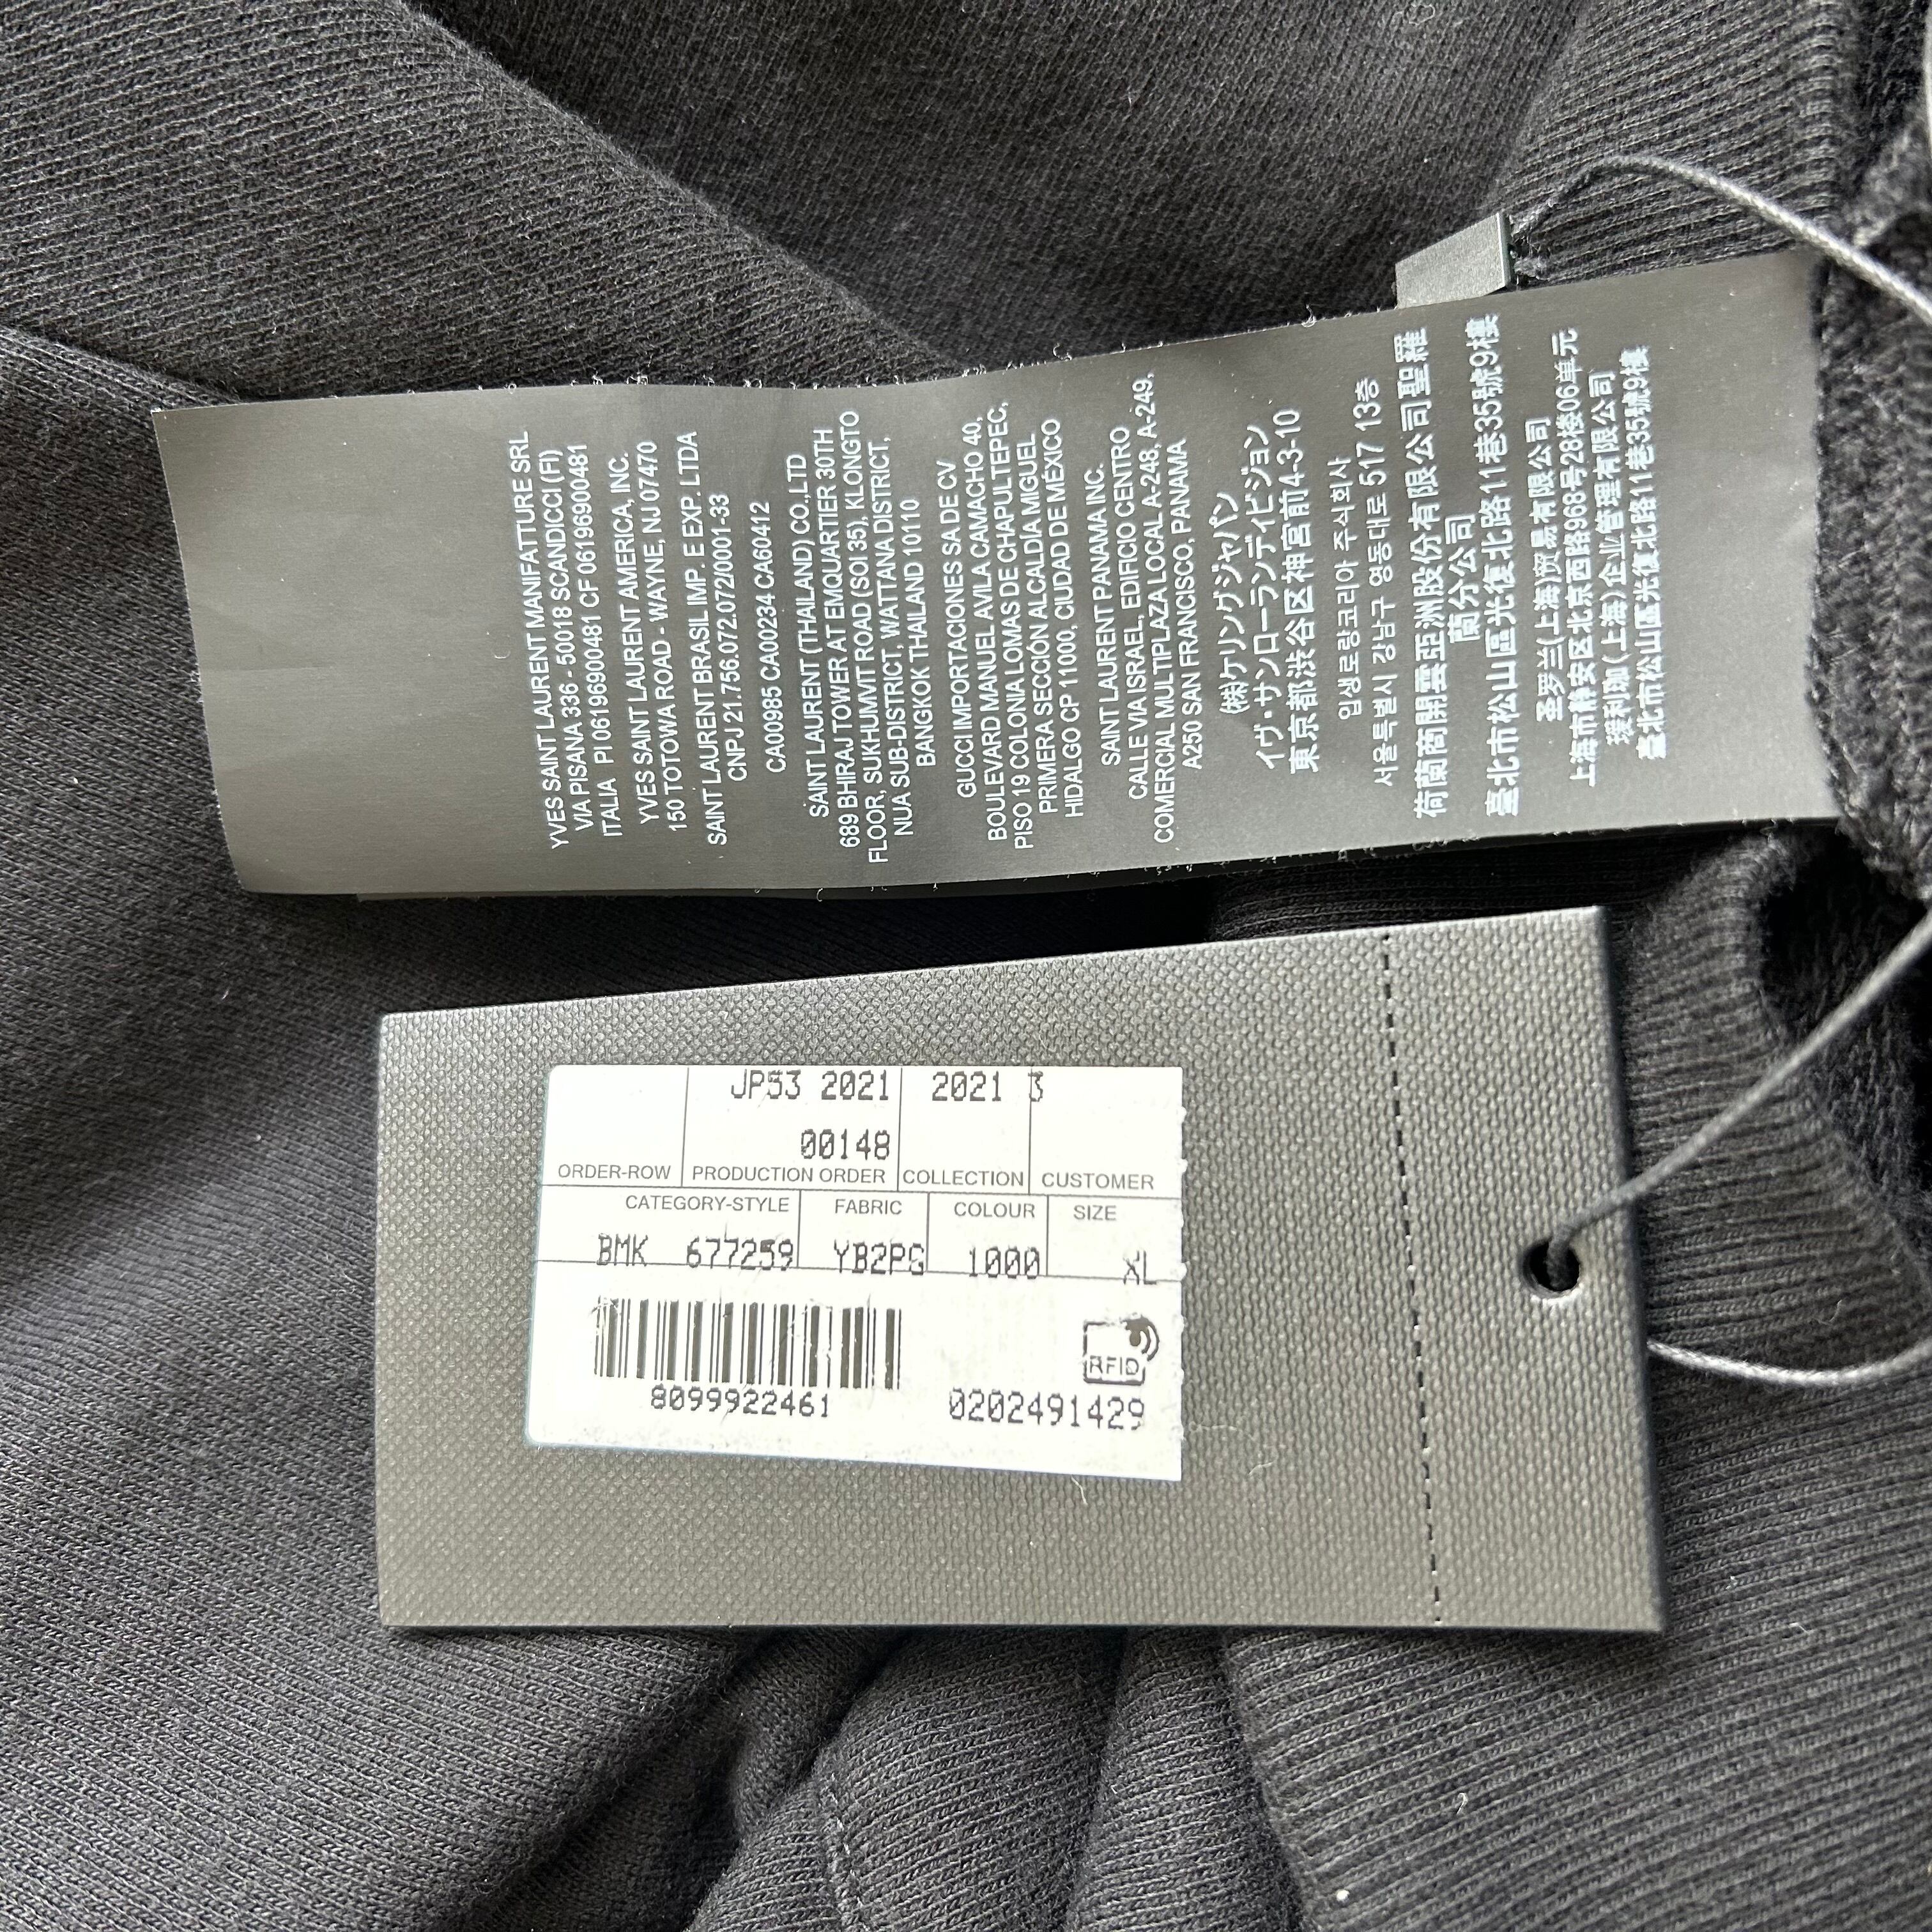 YVES SAINT LAURENT MANIFATTURE SRL
VIA PISANA 336 - 50018 SCANDICCI (FI)
ITALIA PI 06196900481 CF 06196900481
YVES SAINT LAURENT AMERICA, INC.
150 TOTOWA ROAD - WAYNE, NJ 07470
SAINT LAURENT BRASIL IMP. E EXP. LTDA
CNPJ 21.756.072.072/0001-33
CA00985 CA00234 CA60412
SAINT LAURENT (THAILAND) CO.,LTD
689 BHIRAJ TOWER AT EMQUARTIER 30TH
FLOOR, SUKHUMVIT ROAD (SOI 35), KLONGTO
NUA SUB-DISTRICT, WATTANA DISTRICT,
BANGKOK THAILAND 10110
GUCCI IMPORTACIONES SA DE CV
BOULEVARD MANUEL AVILA CAMACHO 40,
PISO 19 COLONIA LOMAS DE CHAPULTEPEC,
PRIMERA SECCIÓN ALCALDÍA MIGUEL
HIDALGO CP 11000, CIUDAD DE MÉXICO
SAINT LAURENT PANAMA INC.
CALLE VIA ISRAEL, EDIFICIO CENTRO
COMERCIAL MULTIPLAZA LOCAL A-248, A-249,
A250 SAN FRANCISCO, PANAMA
(株)ケリングジャパン
イヴ・サンローランディビジョン
東京都渋谷区神宮前4-3-10
입생로랑코리아 주식회사
서울특별시 강남구 영동대로 517 13층
荷蘭商開雲亞洲股份有限公司聖羅
蘭分公司
臺北市松山區光復北路11巷35號9樓
圣罗兰(上海)贸易有限公司
上海市静安区北京西路968号28楼06单元
瑗利珈(上海)企业管理有限公司
臺北市松山區光復北路11巷35號9樓
JP53 2021 2021 3
00148
ORDER-ROW PRODUCTION ORDER COLLECTION CUSTOMER
CATEGORY-STYLE FABRIC COLOUR SIZE
BMK 677259 YB2PG 1000 XL
RFID
8099922461 0202491429